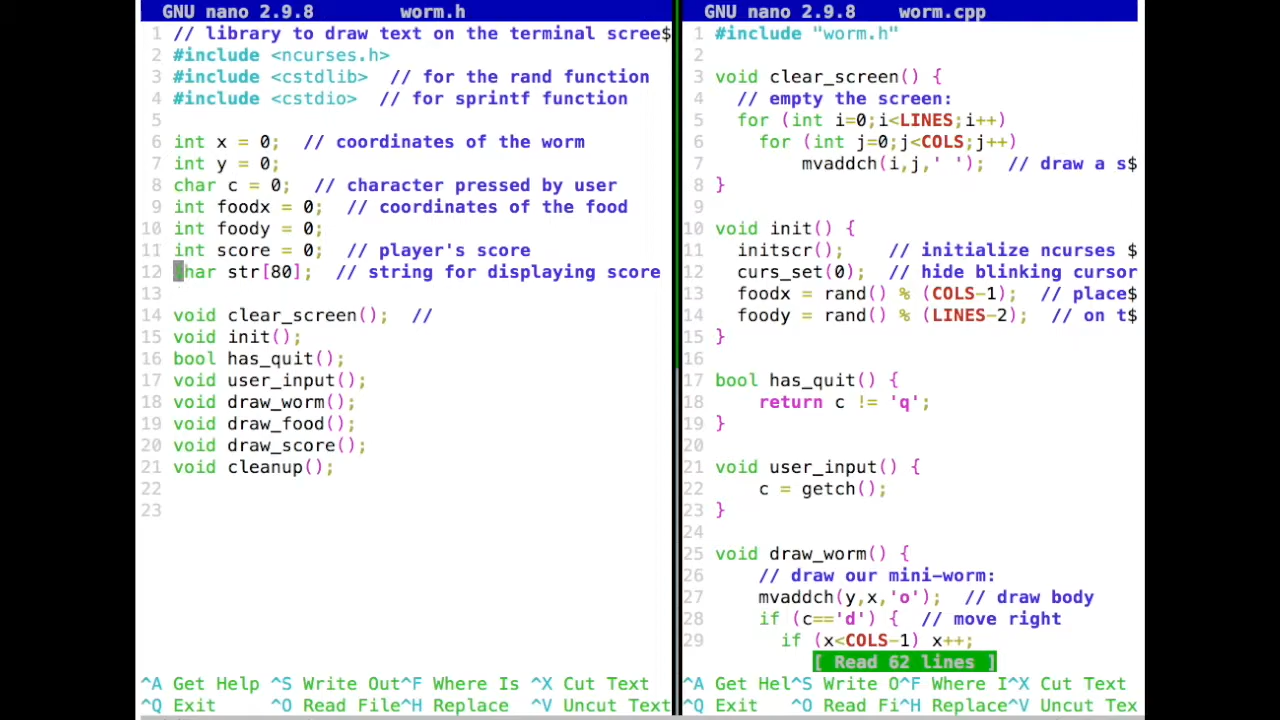 GNU nano 2.9.8 worm.h
1 // library to draw text on the terminal scree$
2 #include <ncurses.h>
3 #include <cstdlib> // for the rand function
4 #include <cstdio> // for sprintf function
5
6 int x = 0; // coordinates of the worm
7 int y = 0;
8 char c = 0; // character pressed by user
9 int foodx = 0; // coordinates of the food
10 int foody = 0;
11 int score = 0; // player's score
12 char str[80]; // string for displaying score
13
14 void clear_screen(); //
15 void init();
16 bool has_quit();
17 void user_input();
18 void draw_worm();
19 void draw_food();
20 void draw_score();
21 void cleanup();
22
23
^A Get Help ^S Write Out^F Where Is ^X Cut Text
^Q Exit ^O Read File^H Replace ^V Uncut Text
GNU nano 2.9.8 worm.cpp
1 #include "worm.h"
2
3 void clear_screen() {
4 // empty the screen:
5 for (int i=0;i<LINES;i++)
6 for (int j=0;j<COLS;j++)
7 mvaddch(i,j,' '); // draw a s$
8 }
9
10 void init() {
11 initscr(); // initialize ncurses $
12 curs_set(0); // hide blinking cursor
13 foodx = rand() % (COLS-1); // place$
14 foody = rand() % (LINES-2); // on t$
15 }
16
17 bool has_quit() {
18 return c != 'q';
19 }
20
21 void user_input() {
22 c = getch();
23 }
24
25 void draw_worm() {
26 // draw our mini-worm:
27 mvaddch(y,x,'o'); // draw body
28 if (c=='d') { // move right
29 if (x<COLS-1) x++;
[ Read 62 lines ]
^A Get Hel^S Write O^F Where I^X Cut Text
^Q Exit ^O Read Fi^H Replace ^V Uncut Tex